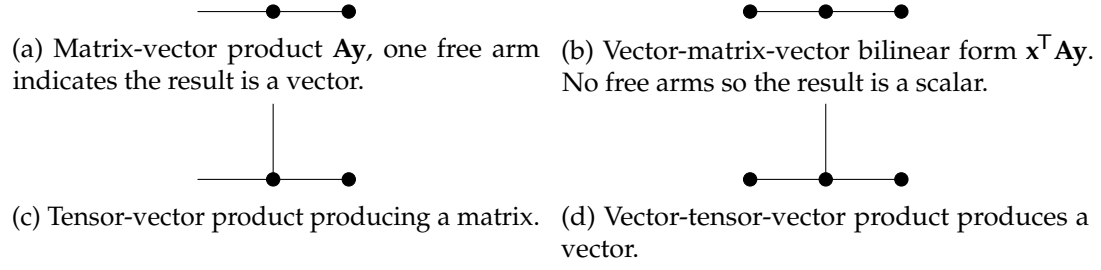 (a) Matrix-vector product Ay, one free arm
indicates the result is a vector.
(b) Vector-matrix-vector bilinear form x⊤Ay.
No free arms so the result is a scalar.
(c) Tensor-vector product producing a matrix.
(d) Vector-tensor-vector product produces a
vector.